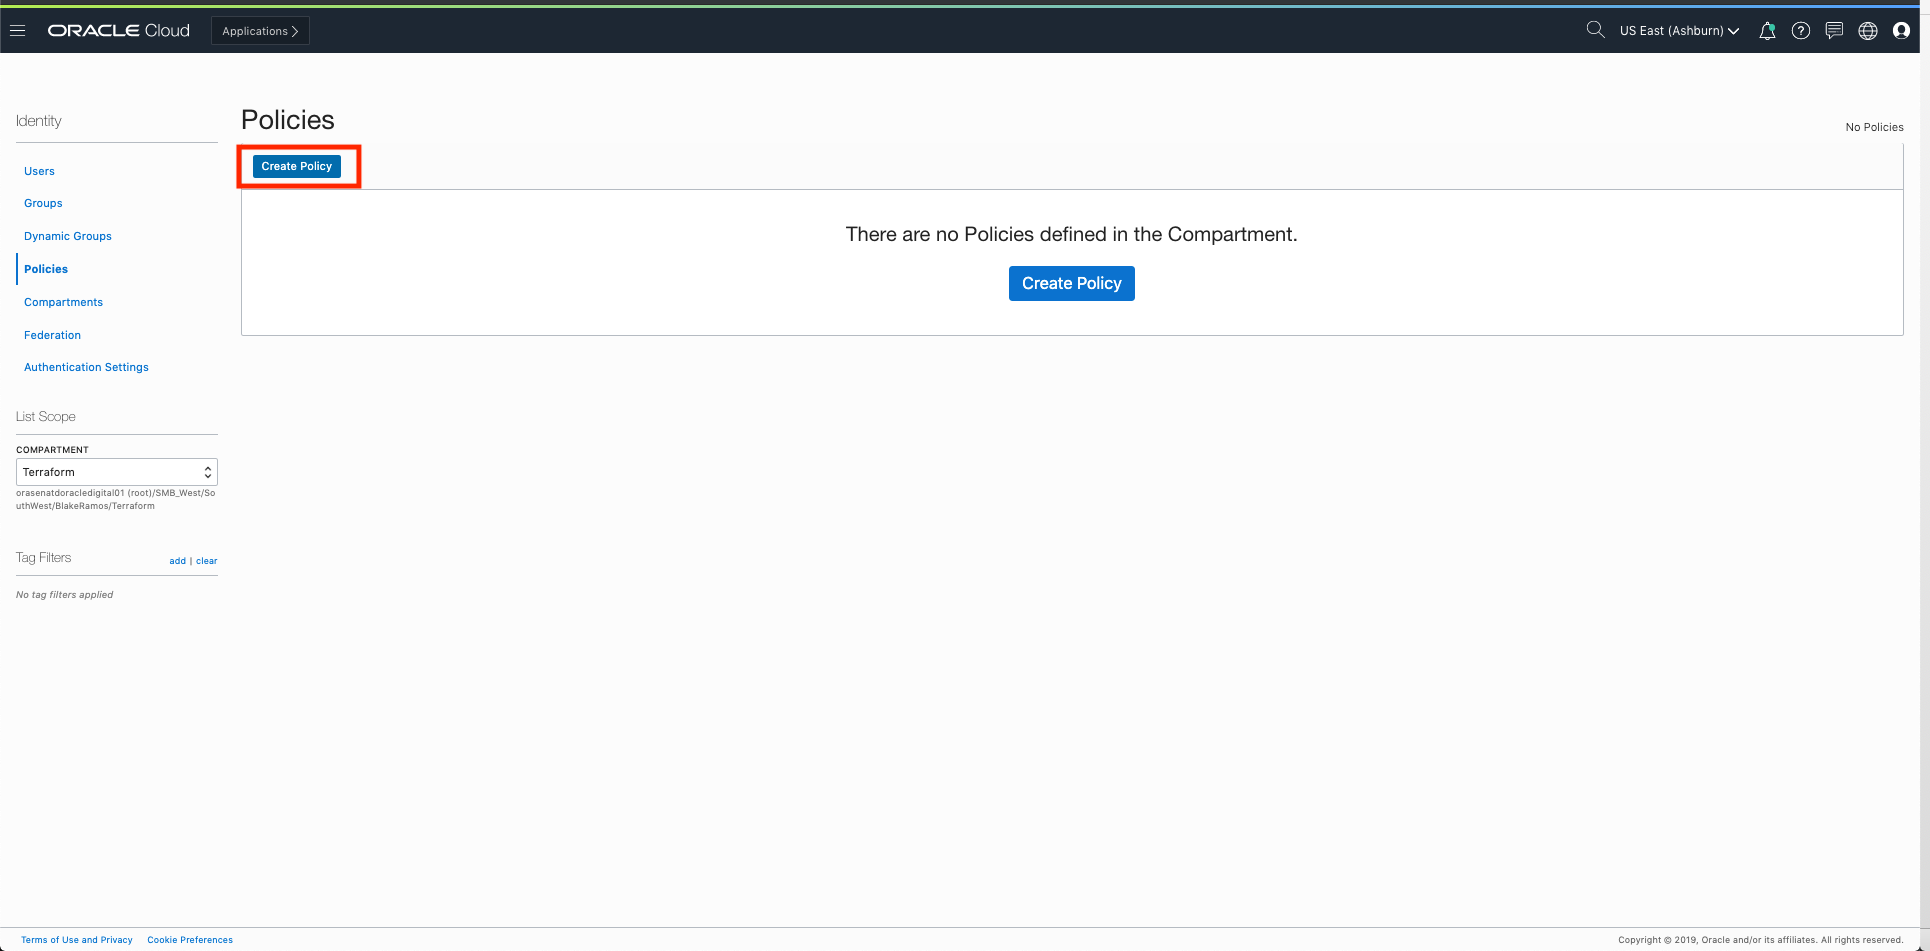 ORACLE Cloud
Applications
US East (Ashburn)
Identity
Users
Groups
Dynamic Groups
Policies
Compartments
Federation
Authentication Settings
List Scope
COMPARTMENT
Terraform
orasenatdoracledigital01 (root)/SMB_West/So
uthWest/BlakeRamos/Terraform
Tag Filters
add | clear
No tag filters applied
Policies
No Policies
Create Policy
There are no Policies defined in the Compartment.
Create Policy
Terms of Use and Privacy
Cookie Preferences
Copyright © 2019, Oracle and/or its affiliates. All rights reserved.